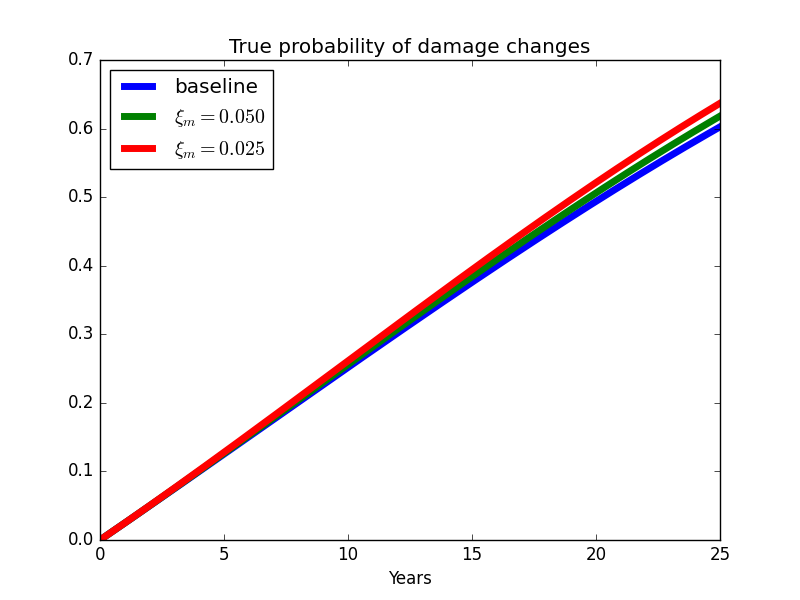 True probability of damage changes
0.7
0.6
0.5
0.4
0.3
0.2
0.1
0.0
baseline
ξ_m = 0.050
ξ_m = 0.025
0 5 10 15 20 25
Years